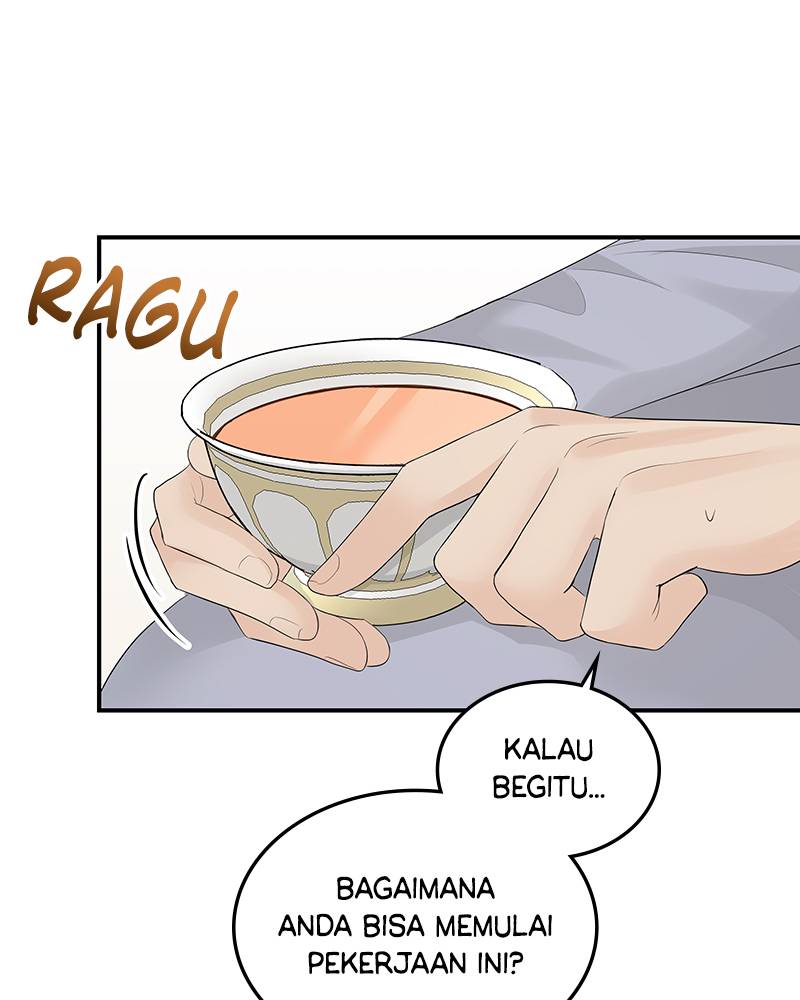 RAGU
KALAU
BEGITU...
BAGAIMANA
ANDA BISA MEMULAI
PEKERJAAN INI?